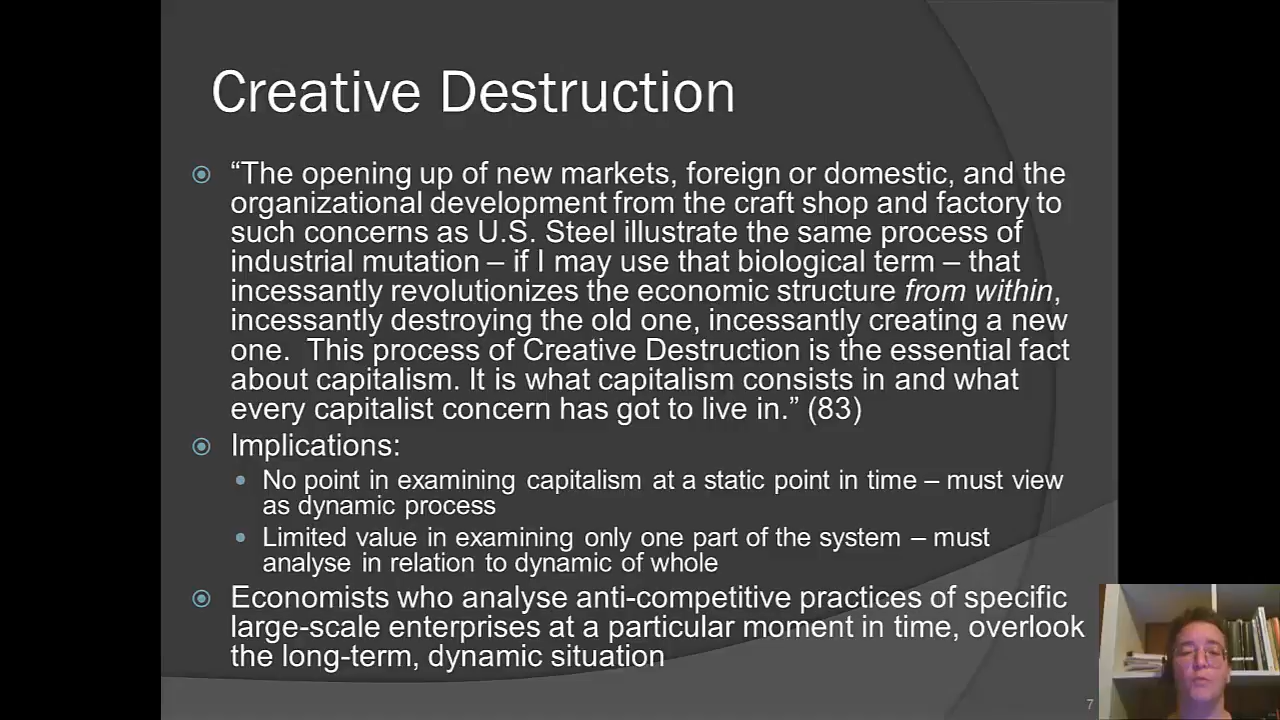 Creative Destruction
“The opening up of new markets, foreign or domestic, and the
organizational development from the craft shop and factory to
such concerns as U.S. Steel illustrate the same process of
industrial mutation – if I may use that biological term – that
incessantly revolutionizes the economic structure from within,
incessantly destroying the old one, incessantly creating a new
one.  This process of Creative Destruction is the essential fact
about capitalism. It is what capitalism consists in and what
every capitalist concern has got to live in.” (83)
Implications:
No point in examining capitalism at a static point in time – must view
as dynamic process
Limited value in examining only one part of the system – must
analyse in relation to dynamic of whole
Economists who analyse anti-competitive practices of specific
large-scale enterprises at a particular moment in time, overlook
the long-term, dynamic situation
7